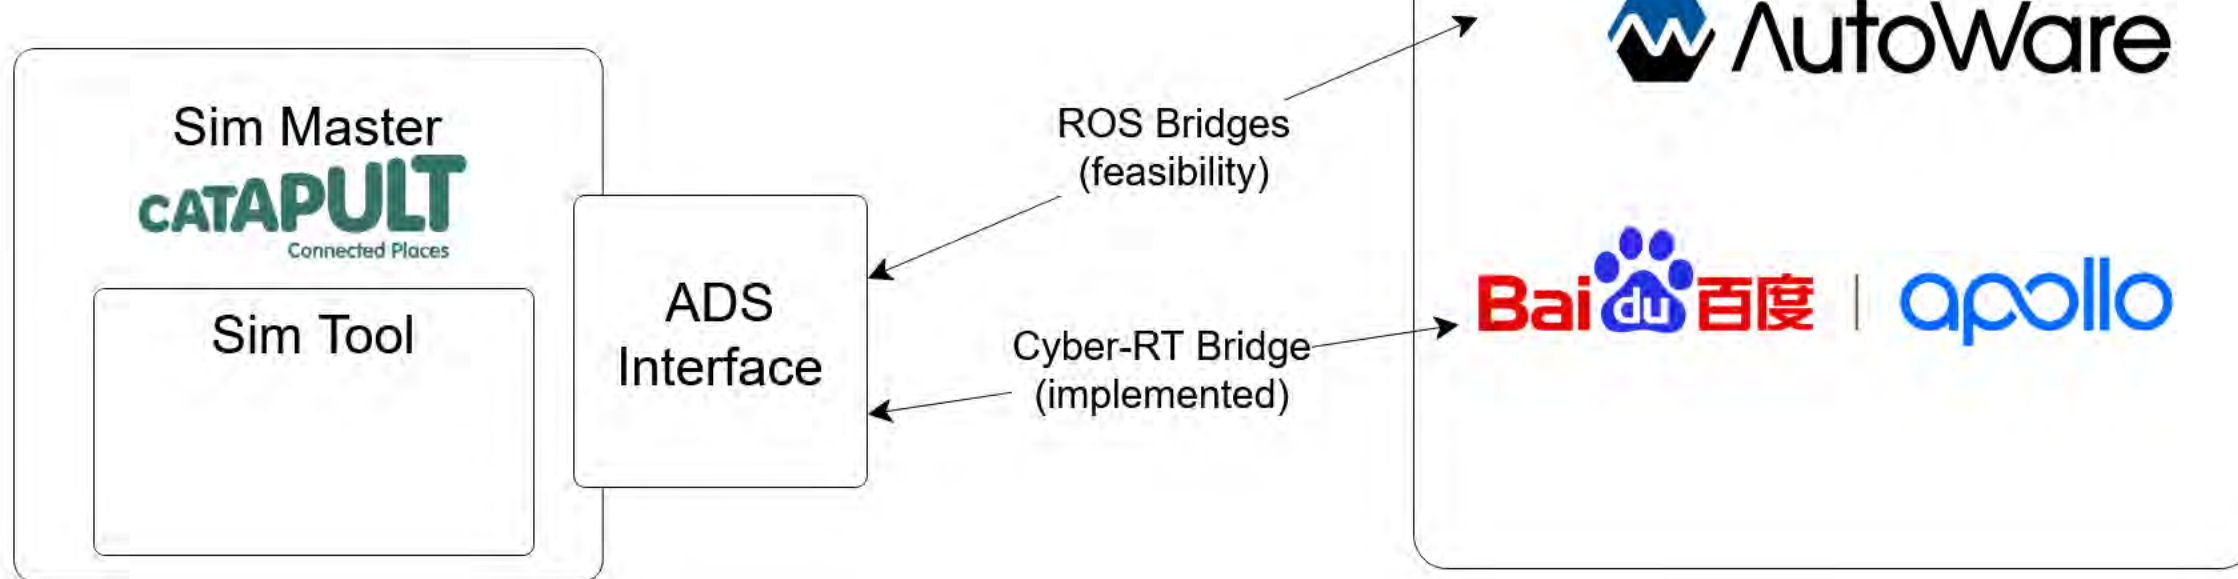 Sim Master
CATAPULT
Connected Places
Sim Tool
ADS
Interface
ROS Bridges
(feasibility)
Cyber-RT Bridge
(implemented)
AutoWare
Bai du 百度 | apollo